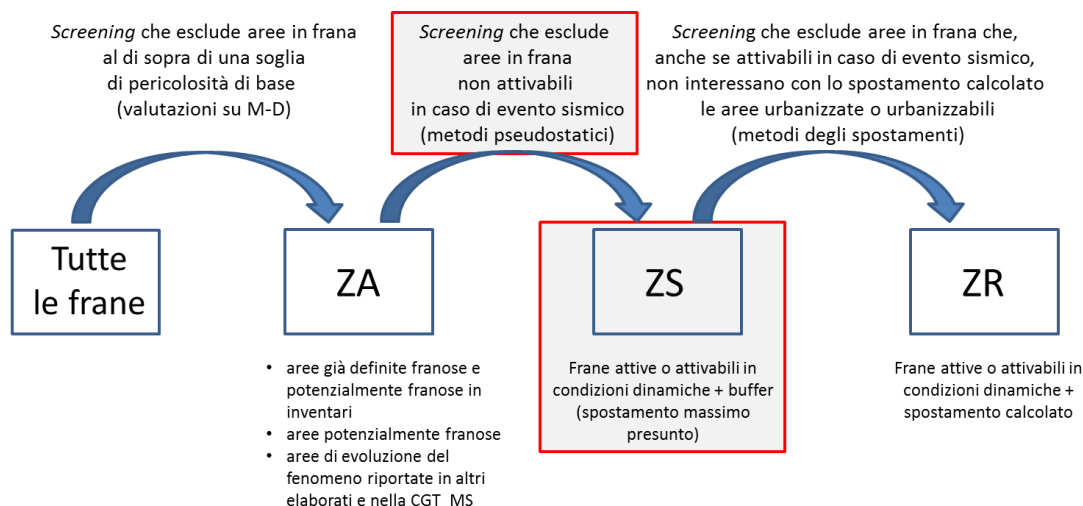 Screening che esclude aree in frana
al di sopra di una soglia
di pericolosità di base
(valutazioni su M-D)
Screening che esclude
aree in frana
non attivabili
in caso di evento sismico
(metodi pseudostatici)
Screening che esclude aree in frana che,
anche se attivabili in caso di evento sismico,
non interessano con lo spostamento calcolato
le aree urbanizzate o urbanizzabili
(metodi degli spostamenti)
Tutte
le frane
ZA
ZS
ZR
• aree già definite franose e
potenzialmente franose in
inventari
• aree potenzialmente franose
• aree di evoluzione del
fenomeno riportate in altri
elaborati e nella CGT_MS
Frane attive o attivabili in
condizioni dinamiche + buffer
(spostamento massimo
presunto)
Frane attive o attivabili in
condizioni dinamiche +
spostamento calcolato